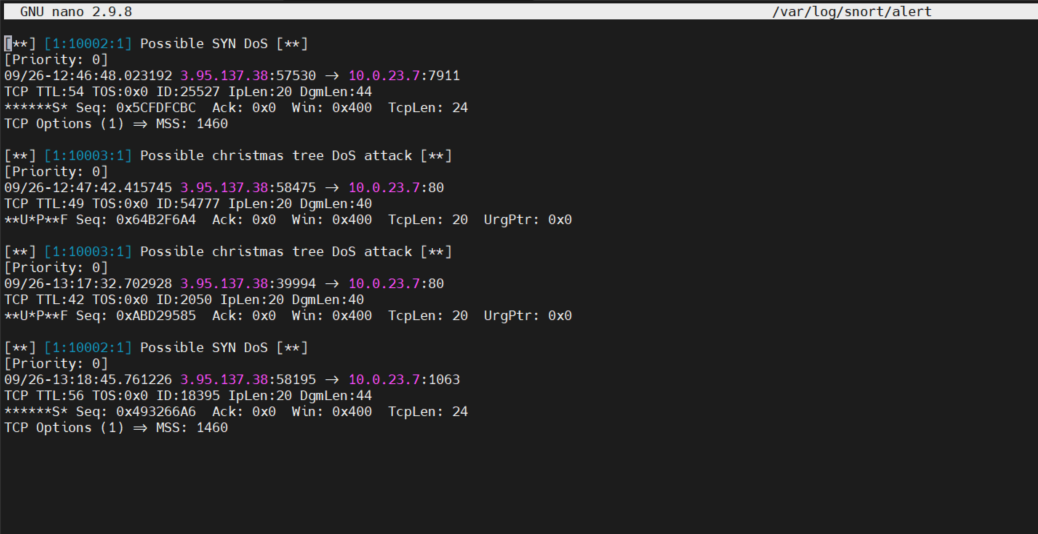 GNU nano 2.9.8 /var/log/snort/alert
[**] [1:10002:1] Possible SYN DoS [**]
[Priority: 0]
09/26-12:46:48.023192 3.95.137.38:57530 -> 10.0.23.7:7911
TCP TTL:54 TOS:0x0 ID:25527 IpLen:20 DgmLen:44
******S* Seq: 0x5CFDFCBC  Ack: 0x0  Win: 0x400  TcpLen: 24
TCP Options (1) => MSS: 1460
[**] [1:10003:1] Possible christmas tree DoS attack [**]
[Priority: 0]
09/26-12:47:42.415745 3.95.137.38:58475 -> 10.0.23.7:80
TCP TTL:49 TOS:0x0 ID:54777 IpLen:20 DgmLen:40
**U*P**F Seq: 0x64B2F6A4  Ack: 0x0  Win: 0x400  TcpLen: 20  UrgPtr: 0x0
[**] [1:10003:1] Possible christmas tree DoS attack [**]
[Priority: 0]
09/26-13:17:32.702928 3.95.137.38:39994 -> 10.0.23.7:80
TCP TTL:42 TOS:0x0 ID:2050 IpLen:20 DgmLen:40
**U*P**F Seq: 0xABD29585  Ack: 0x0  Win: 0x400  TcpLen: 20  UrgPtr: 0x0
[**] [1:10002:1] Possible SYN DoS [**]
[Priority: 0]
09/26-13:18:45.761226 3.95.137.38:58195 -> 10.0.23.7:1063
TCP TTL:56 TOS:0x0 ID:18395 IpLen:20 DgmLen:44
******S* Seq: 0x493266A6  Ack: 0x0  Win: 0x400  TcpLen: 24
TCP Options (1) => MSS: 1460